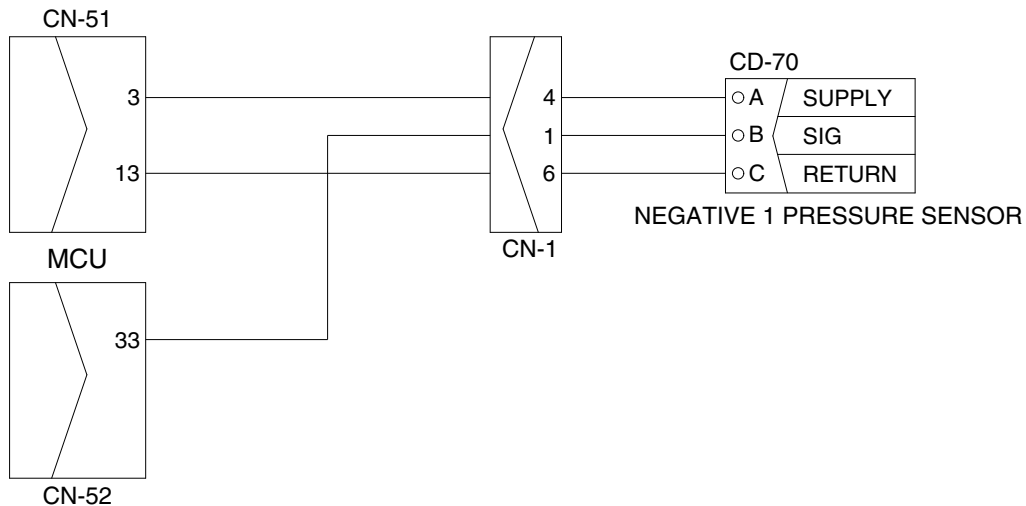 CN-51
CD-70
3 4 A SUPPLY
1 B SIG
13 6 C RETURN
NEGATIVE 1 PRESSURE SENSOR
CN-1
MCU
33
CN-52